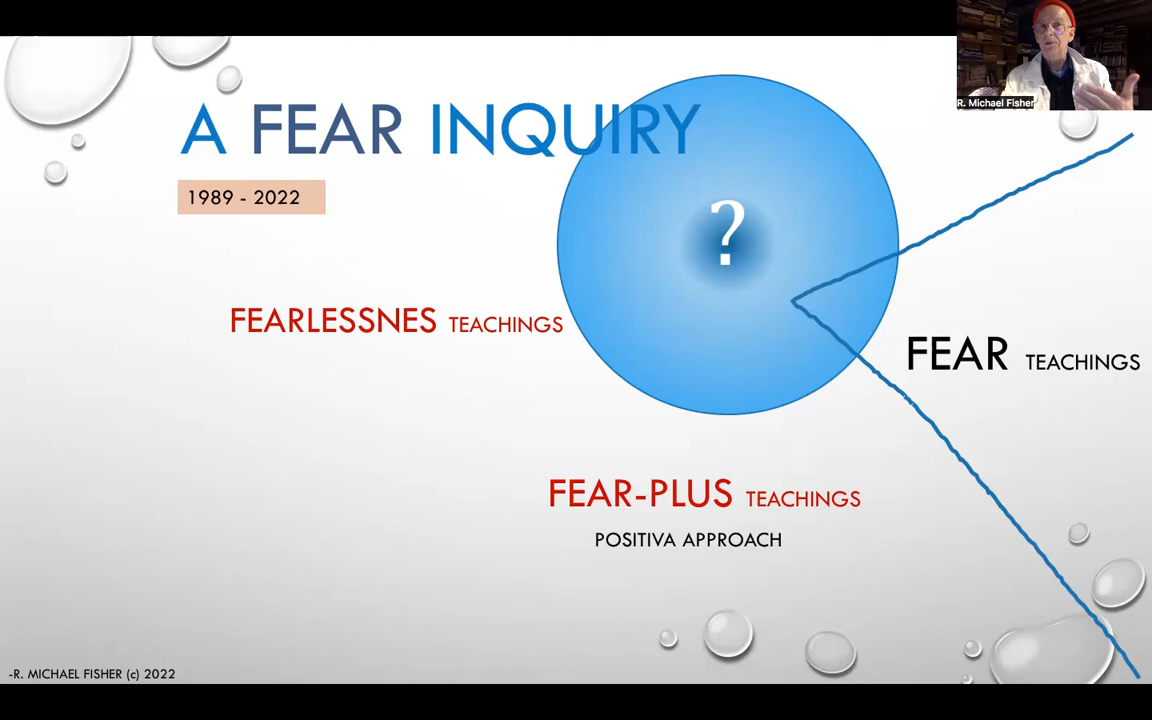 R. Michael Fisher
A FEAR INQUIRY
1989 - 2022
?
FEARLESSNES TEACHINGS
FEAR TEACHINGS
FEAR-PLUS TEACHINGS
POSITIVA APPROACH
-R. MICHAEL FISHER (c) 2022